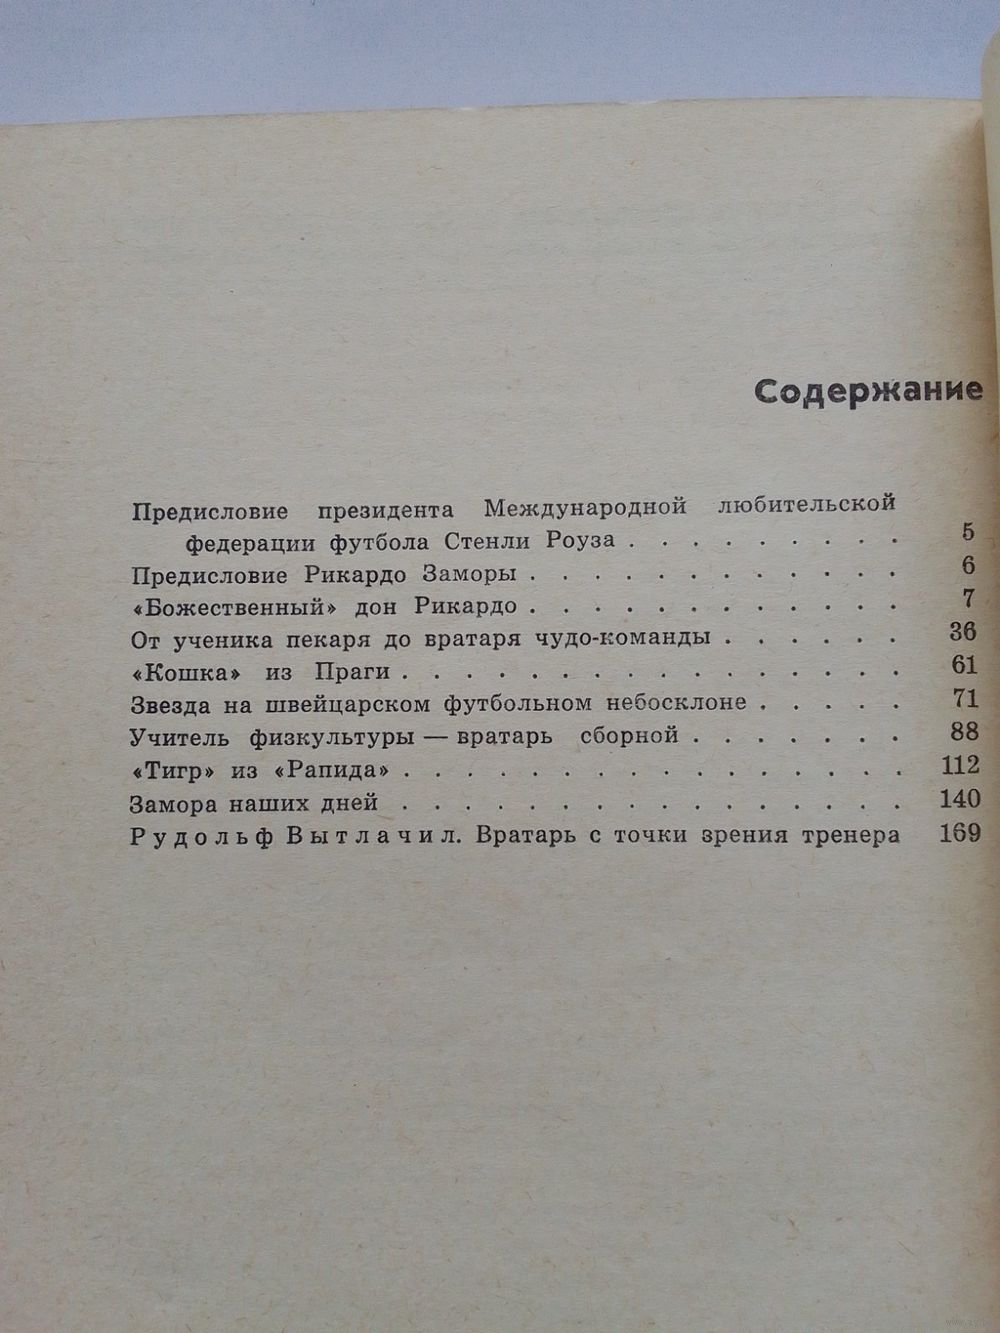 Содержание
Предисловие президента Международной любительской
федерации футбола Стенли Роуза . . . . . . . . . 5
Предисловие Рикардо Заморы . . . . . . . . . . . . 6
«Божественный» дон Рикардо . . . . . . . . . . . . 7
От ученика пекаря до вратаря чудо-команды . . . . . . 36
«Кошка» из Праги . . . . . . . . . . . . . . . . 61
Звезда на швейцарском футбольном небосклоне . . . . . 71
Учитель физкультуры — вратарь сборной . . . . . . . 88
«Тигр» из «Рапида» . . . . . . . . . . . . . . . . 112
Замора наших дней . . . . . . . . . . . . . . . . 140
Рудольф Вытлачил. Вратарь с точки зрения тренера 169